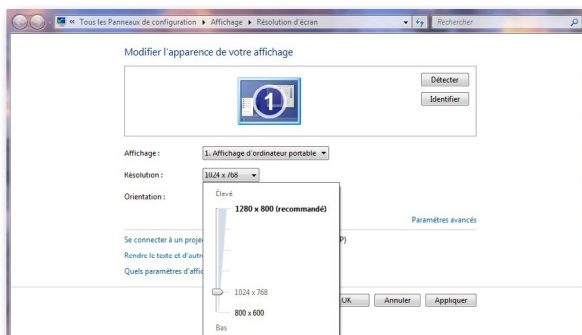 « Tous les Panneaux de configuration ▸ Affichage ▸ Résolution d'écran
Rechercher
Modifier l'apparence de votre affichage
1
Détecter
Identifier
Affichage :
1. Affichage d'ordinateur portable
Résolution :
1024 x 768
Orientation :
Élevé
1280 x 800 (recommandé)
Paramètres avancés
Se connecter à un proje
P)
Rendre le texte et d'autr
Quels paramètres d'affic
1024 x 768
800 x 600
Bas
OK
Annuler
Appliquer